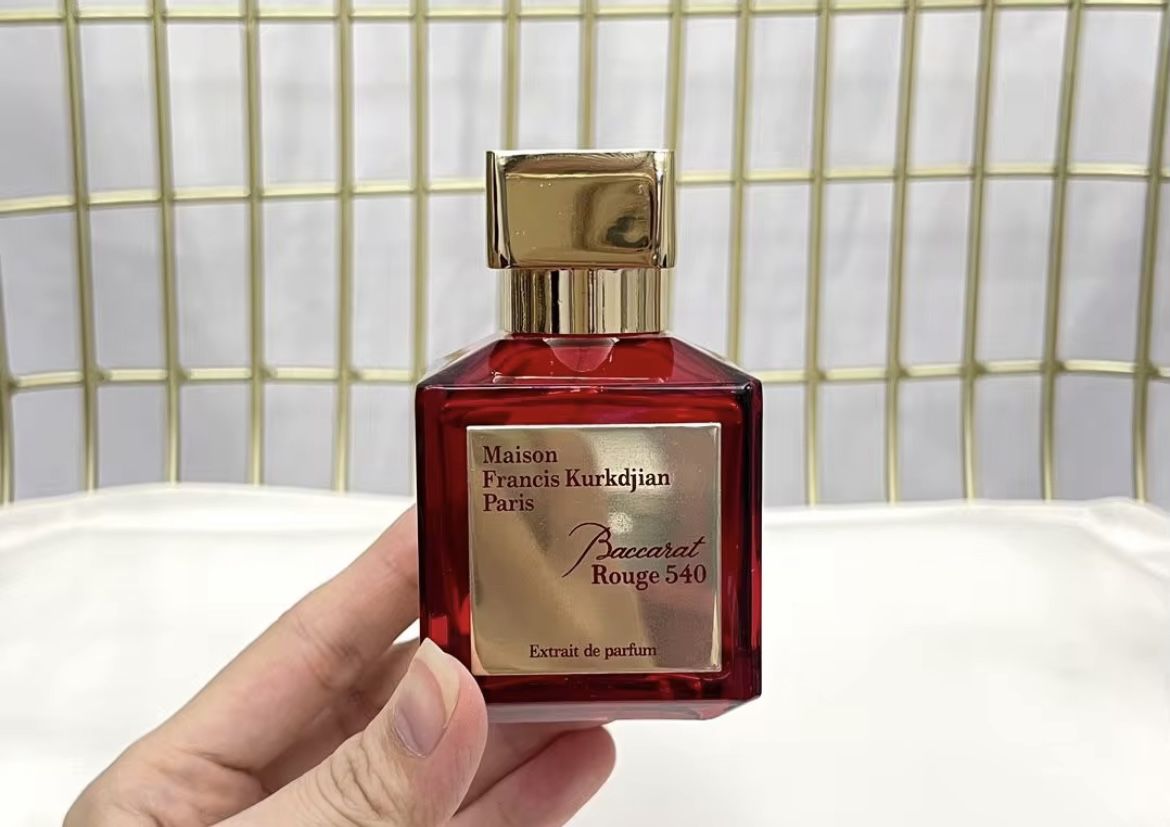 Maison
Francis Kurkdjian
Paris
Baccarat
Rouge 540
Extrait de parfum